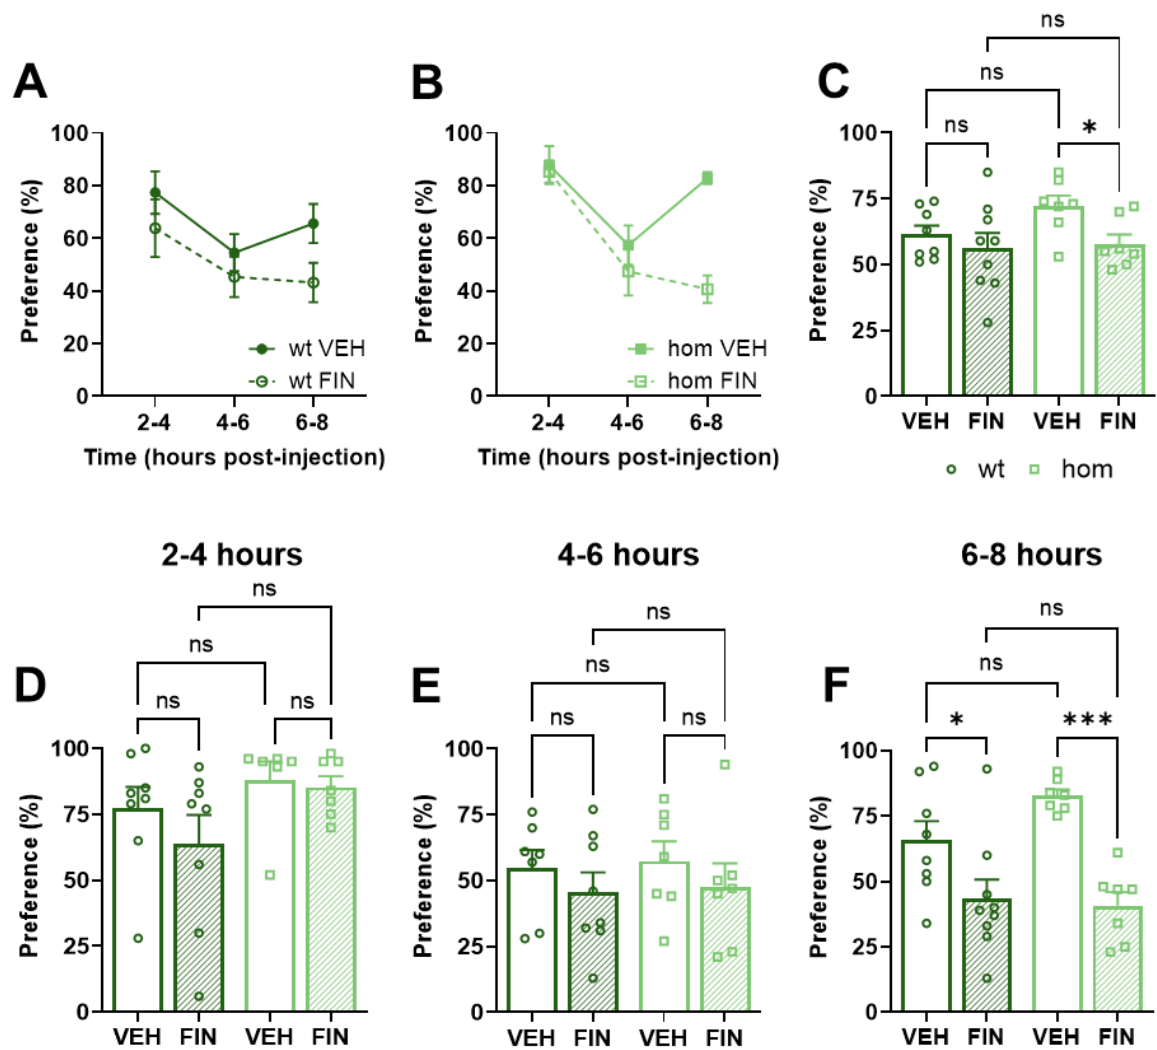 A
Preference (%)
100
80
60
40
20
0
wt VEH
wt FIN
2-4
4-6
6-8
Time (hours post-injection)
B
Preference (%)
100
80
60
40
20
0
hom VEH
hom FIN
2-4
4-6
6-8
Time (hours post-injection)
C
ns
ns
ns
*
Preference (%)
100
75
50
25
0
VEH
FIN
VEH
FIN
wt
hom
2-4 hours
D
ns
ns
ns
ns
Preference (%)
100
75
50
25
0
VEH
FIN
VEH
FIN
4-6 hours
E
ns
ns
ns
ns
Preference (%)
100
75
50
25
0
VEH
FIN
VEH
FIN
6-8 hours
F
ns
ns
*
***
Preference (%)
100
75
50
25
0
VEH
FIN
VEH
FIN